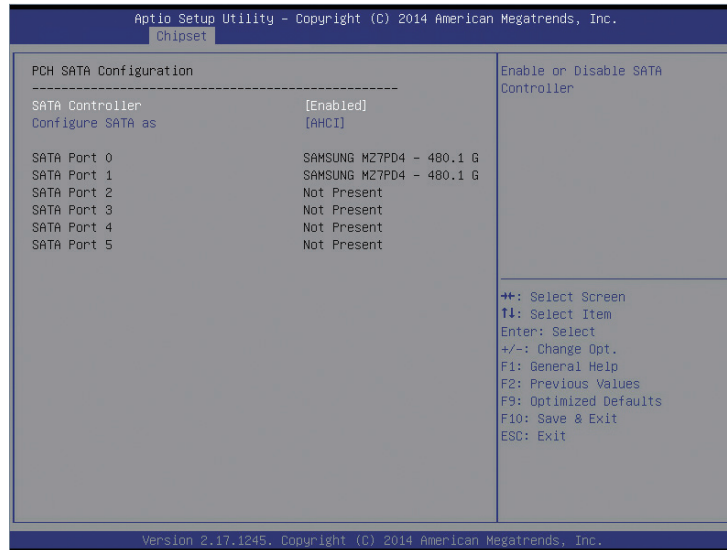 Aptio Setup Utility – Copyright (C) 2014 American Megatrends, Inc.
Chipset
PCH SATA Configuration
--------------------------------------------------
SATA Controller [Enabled]
Configure SATA as [AHCI]
SATA Port 0 SAMSUNG MZ7PD4 - 480.1 G
SATA Port 1 SAMSUNG MZ7PD4 - 480.1 G
SATA Port 2 Not Present
SATA Port 3 Not Present
SATA Port 4 Not Present
SATA Port 5 Not Present
Enable or Disable SATA
Controller
→←: Select Screen
↑↓: Select Item
Enter: Select
+/-: Change Opt.
F1: General Help
F2: Previous Values
F9: Optimized Defaults
F10: Save & Exit
ESC: Exit
Version 2.17.1245. Copyright (C) 2014 American Megatrends, Inc.